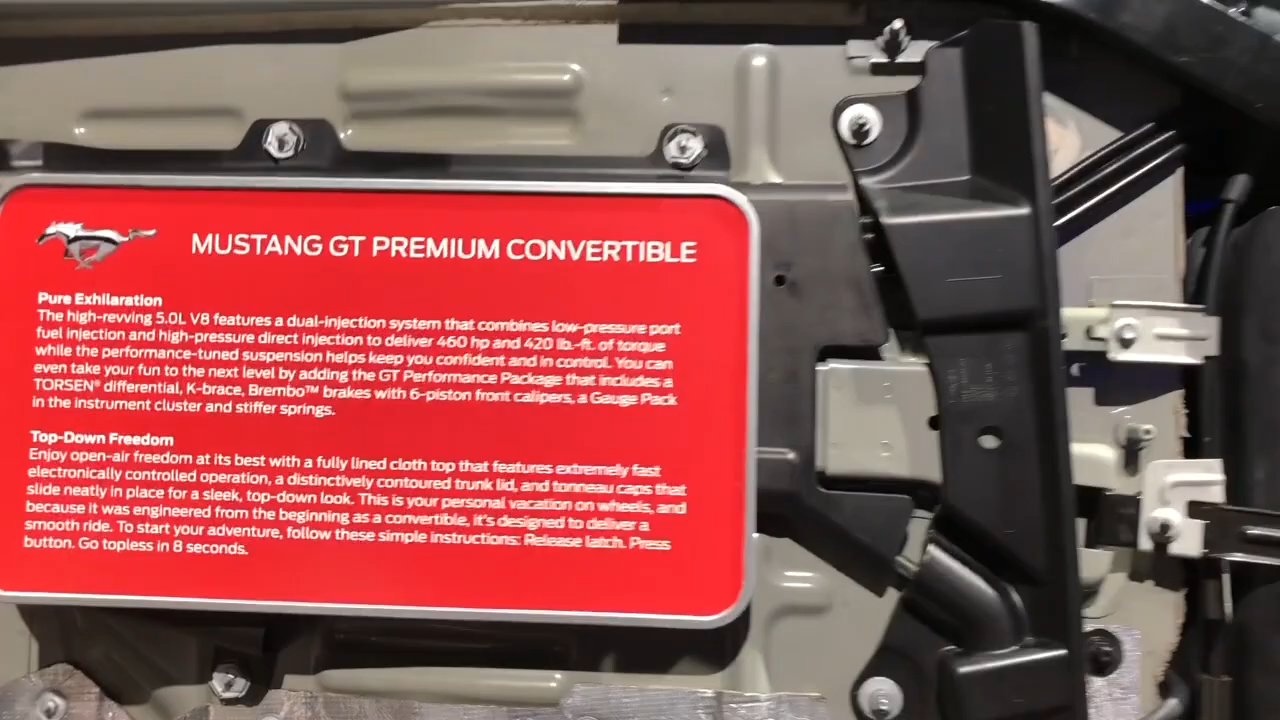 MUSTANG GT PREMIUM CONVERTIBLE
Pure Exhilaration
The high-revving 5.0L V8 features a dual-injection system that combines low-pressure port
fuel injection and high-pressure direct injection to deliver 460 hp and 420 lb.-ft. of torque
while the performance-tuned suspension helps keep you confident and in control. You can
even take your fun to the next level by adding the GT Performance Package that includes a
TORSEN® differential, K-brace, Brembo™ brakes with 6-piston front calipers, a Gauge Pack
in the instrument cluster and stiffer springs.
Top-Down Freedom
Enjoy open-air freedom at its best with a fully lined cloth top that features extremely fast
electronically controlled operation, a distinctively contoured trunk lid, and tonneau caps that
slide neatly in place for a sleek, top-down look. This is your personal vacation on wheels, and
because it was engineered from the beginning as a convertible, it's designed to deliver a
smooth ride. To start your adventure, follow these simple instructions: Release latch. Press
button. Go topless in 8 seconds.